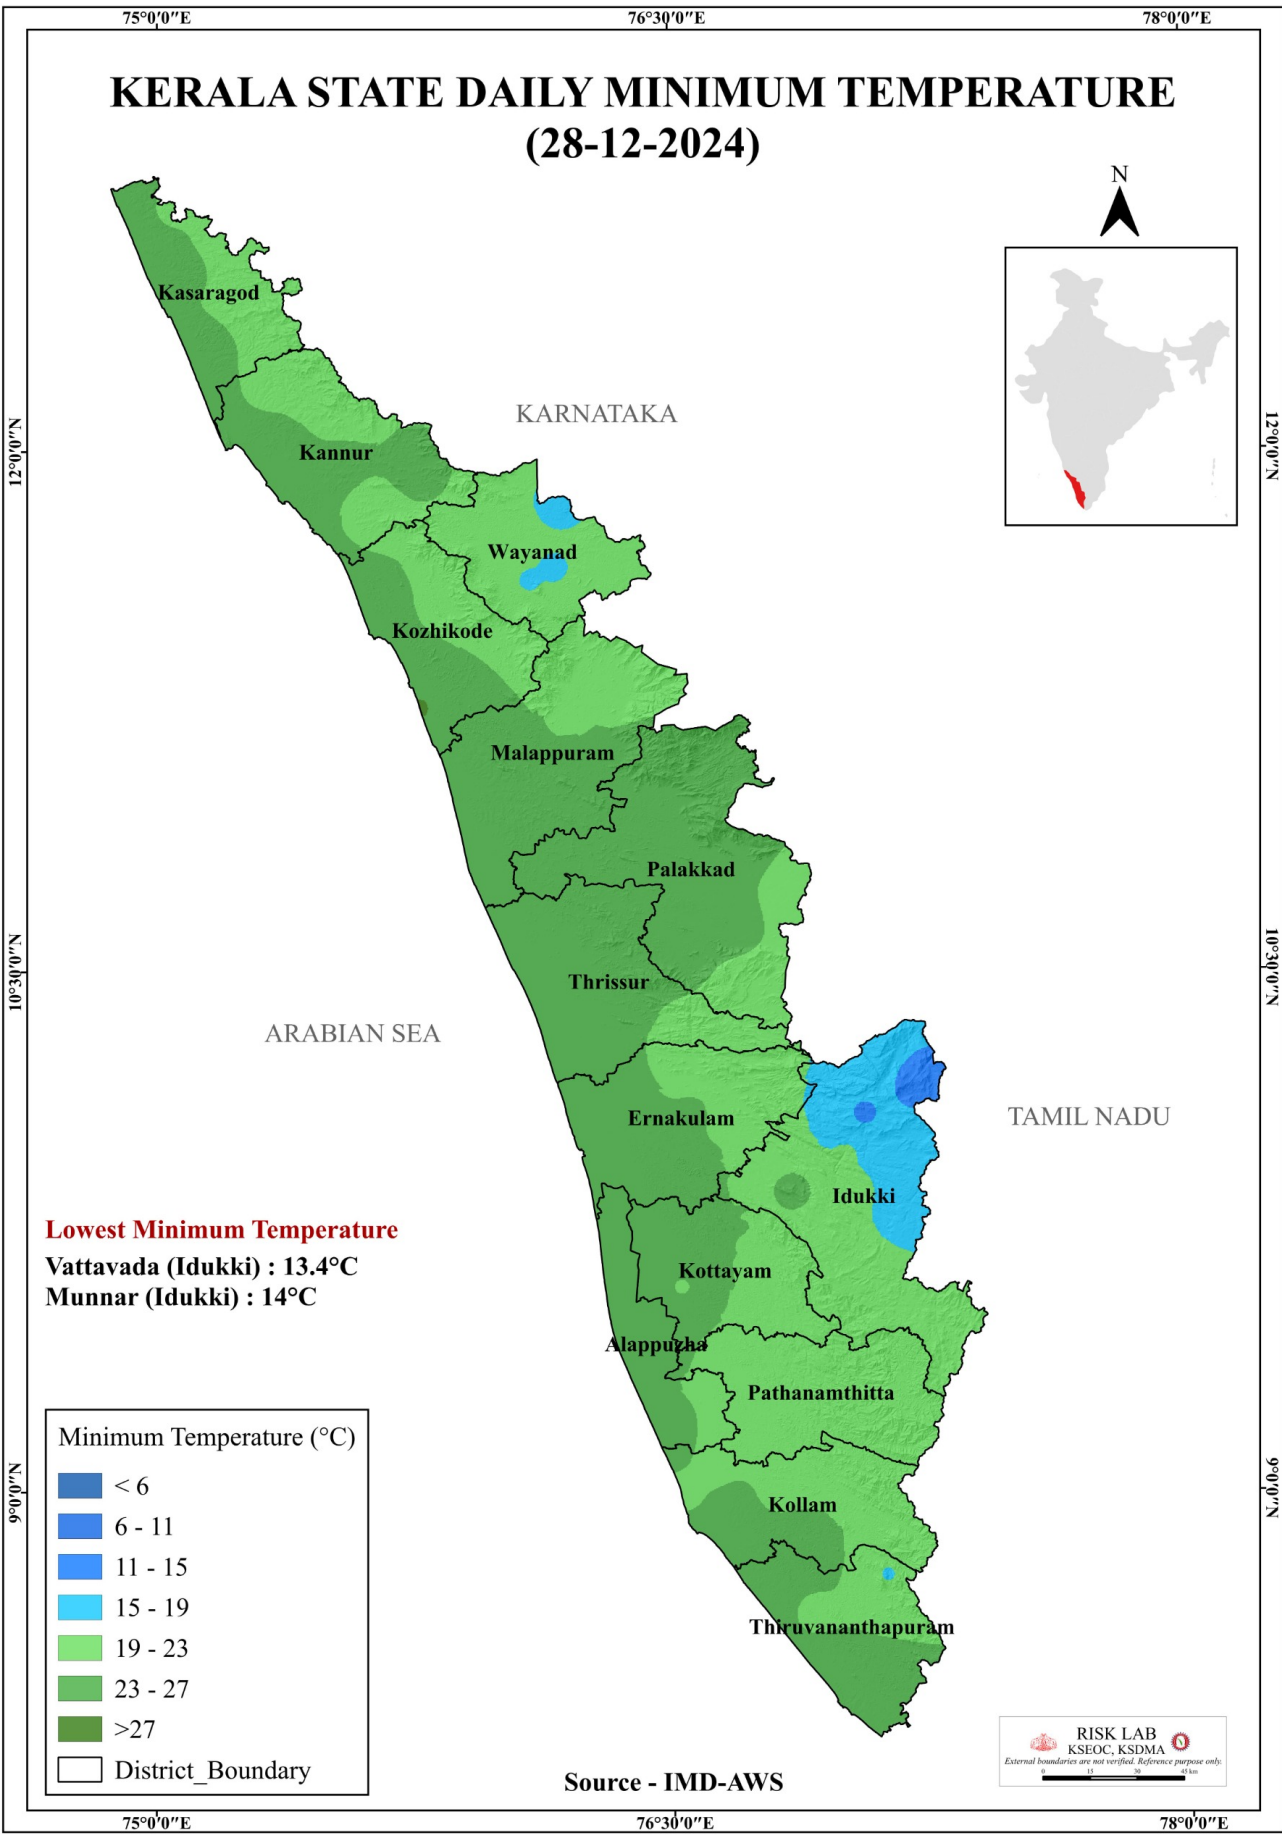 75°0'0"E 76°30'0"E 78°0'0"E
KERALA STATE DAILY MINIMUM TEMPERATURE
(28-12-2024)
N
Kasaragod
KARNATAKA
12°0'0"N 12°0'0"N
Kannur
Wayanad
Kozhikode
Malappuram
Palakkad
10°30'0"N 10°30'0"N
Thrissur
ARABIAN SEA
Ernakulam
TAMIL NADU
Idukki
Lowest Minimum Temperature
Vattavada (Idukki) : 13.4°C
Munnar (Idukki) : 14°C
Kottayam
Alappuzha
Pathanamthitta
Kollam
Thiruvananthapuram
9°0'0"N 9°0'0"N
Minimum Temperature (°C)
< 6
6 - 11
11 - 15
15 - 19
19 - 23
23 - 27
>27
District_Boundary
Source - IMD-AWS
RISK LAB
KSEOC, KSDMA
External boundaries are not verified. Reference purpose only.
0 15 30 45 km
75°0'0"E 76°30'0"E 78°0'0"E